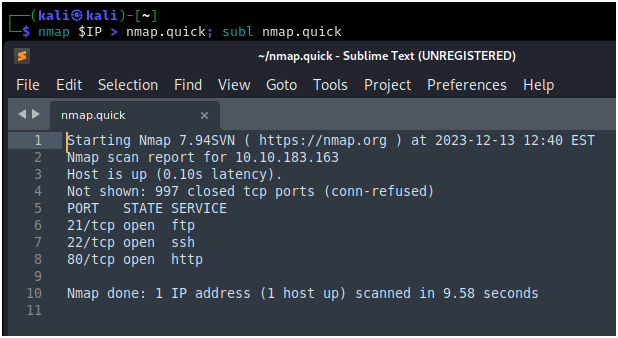 ┌──(kali㉿kali)-[~]
└─$ nmap $IP > nmap.quick; subl nmap.quick
~/nmap.quick - Sublime Text (UNREGISTERED)
File Edit Selection Find View Goto Tools Project Preferences Help
nmap.quick ×
1 Starting Nmap 7.94SVN ( https://nmap.org ) at 2023-12-13 12:40 EST
2 Nmap scan report for 10.10.183.163
3 Host is up (0.10s latency).
4 Not shown: 997 closed tcp ports (conn-refused)
5 PORT   STATE SERVICE
6 21/tcp open  ftp
7 22/tcp open  ssh
8 80/tcp open  http
9
10 Nmap done: 1 IP address (1 host up) scanned in 9.58 seconds
11